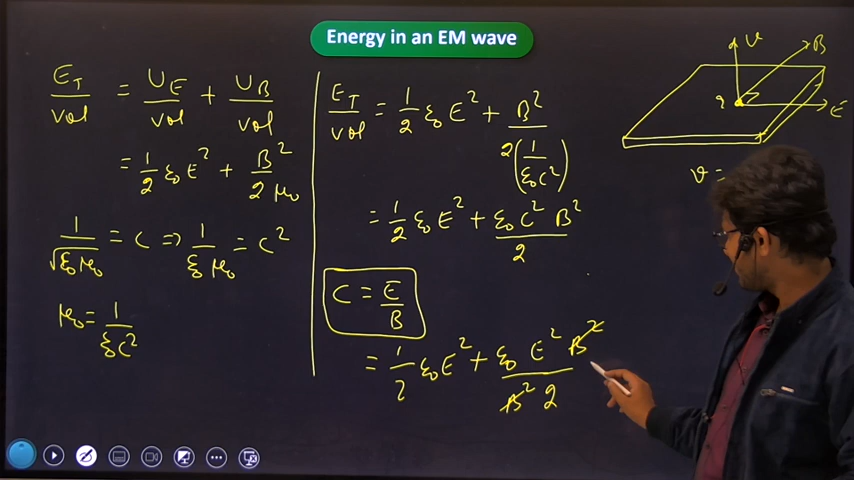 Energy in an EM wave
E_T/vol = U_E/vol + U_B/vol
= 1/2 ε₀E² + B²/2μ₀
1/√ε₀μ₀ = C ⇒ 1/ε₀μ₀ = C²
μ₀ = 1/ε₀C²
E_T/vol = 1/2 ε₀E² + B²/2(1/ε₀C²)
= 1/2 ε₀E² + ε₀C²B²/2
C = E/B
= 1/2 ε₀E² + ε₀E²B²/B²2
v
B
q
E
v =